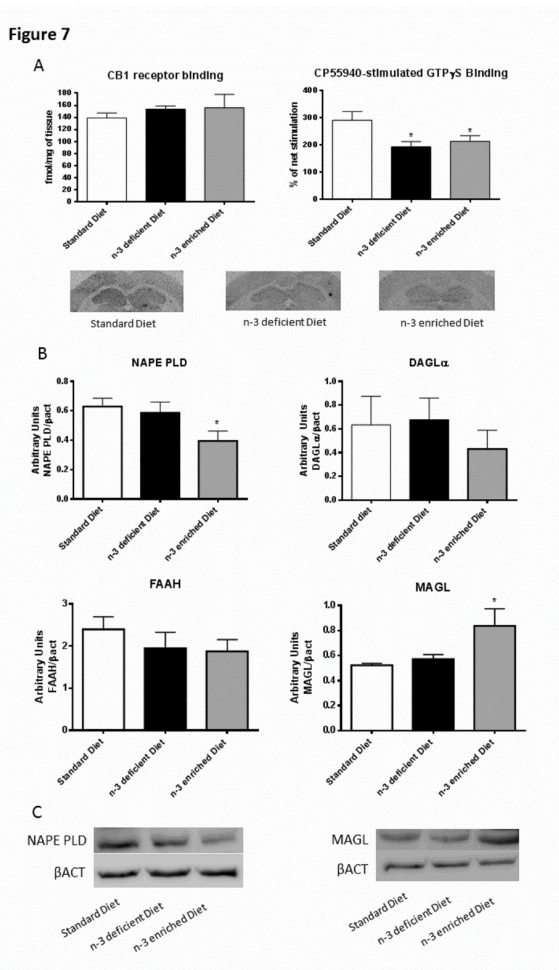 Figure 7
A
CB1 receptor binding
fmol/mg of tissue
180
160
140
120
100
80
60
40
20
0
Standard Diet
n-3 deficient Diet
n-3 enriched Diet
CP55940-stimulated GTPγS Binding
% of net stimulation
400
300
200
100
0
*
*
Standard Diet
n-3 deficient Diet
n-3 enriched Diet
Standard Diet
n-3 deficient Diet
n-3 enriched Diet
B
NAPE PLD
Arbitrary Units
NAPE PLD/βact
0.8
0.6
0.4
0.2
0.0
*
Standard Diet
n-3 deficient Diet
n-3 enriched Diet
DAGLα
Arbitrary Units
DAGLα/βact
1.0
0.8
0.6
0.4
0.2
0.0
Standard diet
n-3 deficient Diet
n-3 enriched Diet
FAAH
Arbitrary Units
FAAH/βact
3
2
1
0
Standard Diet
n-3 deficient Diet
n-3 enriched Diet
MAGL
Arbitrary Units
MAGL/βact
1.0
0.8
0.6
0.4
0.2
0.0
*
Standard Diet
n-3 deficient Diet
n-3 enriched Diet
C
NAPE PLD
βACT
Standard Diet
n-3 deficient Diet
n-3 enriched Diet
MAGL
βACT
Standard Diet
n-3 deficient Diet
n-3 enriched Diet